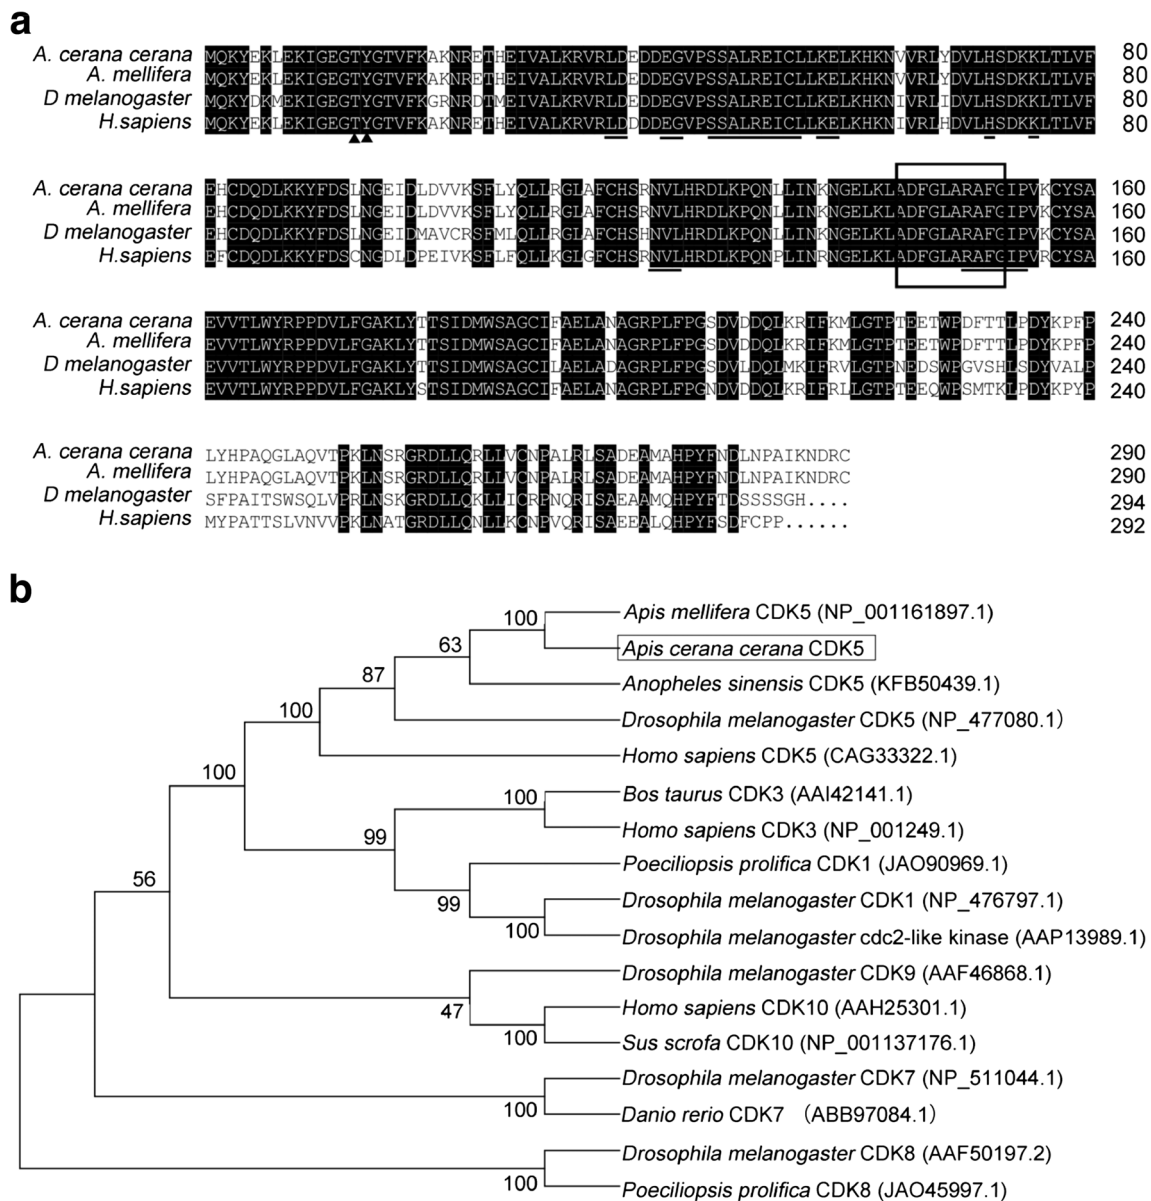 a
A. cerana cerana MQKYEKLEKIGEGTYGTVFKAKNRETHEIVALKRVRLDEDDEGVPSSALREICLLKELKHKNVVRLYDVLHSDKKLTLVF 80
A. mellifera MQKYEKLEKIGEGTYGTVFKAKNRETHEIVALKRVRLDEDDEGVPSSALREICLLKELKHKNVVRLYDVLHSDKKLTLVF 80
D melanogaster MQKYDKMEKIGEGTYGTVFKGRNRDTMEIVALKRVRLDEDDEGVPSSALREICLLKELKHKNIVRLIDVLHSDKKLTLVF 80
H.sapiens MQKYEKLEKIGEGTYGTVFKAKNRETHEIVALKRVRLDDDDEGVPSSALREICLLKELKHKNIVRLHDVLHSDKKLTLVF 80
A. cerana cerana EHCDQDLKKYFDSLNGEIDLDVVKSFLYQLLRGLAFCHSRNVLHRDLKPQNLLINKNGELKLADFGLARAFGIPVKCYSA 160
A. mellifera EHCDQDLKKYFDSLNGEIDLDVVKSFLYQLLRGLAFCHSRNVLHRDLKPQNLLINKNGELKLADFGLARAFGIPVKCYSA 160
D melanogaster EHCDQDLKKYFDSLNGEIDMAVCRSFMLQLLRGLAFCHSHNVLHRDLKPQNLLINKNGELKLADFGLARAFGIPVKCYSA 160
H.sapiens EFCDQDLKKYFDSCNGDLDPEIVKSFLFQLLKGLGFCHSRNVLHRDLKPQNPLINRNGELKLADFGLARAFGIPVRCYSA 160
A. cerana cerana EVVTLWYRPPDVLFGAKLYTTSIDMWSAGCIFAELANAGRPLFPGSDVDDQLKRIFKMLGTPTEETWPDFTTLPDYKPFP 240
A. mellifera EVVTLWYRPPDVLFGAKLYTTSIDMWSAGCIFAELANAGRPLFPGSDVDDQLKRIFKMLGTPTEETWPDFTTLPDYKPFP 240
D melanogaster EVVTLWYRPPDVLFGAKLYTTSIDMWSAGCILAELADAGRPLFPGSDVLDQLMKIFRVLGTPNEDSWPGVSHLSDYVALP 240
H.sapiens EVVTLWYRPPDVLFGAKLYSTSIDMWSAGCIFAELANAGRPLFPGNDVDDQLKRIFRLLGTPTEEQWPSMTKLPDYKPYP 240
A. cerana cerana LYHPAQGLAQVTPKLNSRGRDLLQRLLVCNPALRLSADEAMAHPYFNDLNPAIKNDRC 290
A. mellifera LYHPAQGLAQVTPKLNSRGRDLLQRLLVCNPALRLSADEAMAHPYFNDLNPAIKNDRC 290
D melanogaster SFPAITSWSQLVPRLNSKGRDLLQKLLICRPNQRISAEAAMQHPYFTDSSSSGH.... 294
H.sapiens MYPATTSLVNVVPKLNATGRDLLQNLLKCNPVQRISAEEALQHPYFSDFCPP...... 292
b
100 Apis mellifera CDK5 (NP_001161897.1)
63 Apis cerana cerana CDK5
87 Anopheles sinensis CDK5 (KFB50439.1)
100 Drosophila melanogaster CDK5 (NP_477080.1)
Homo sapiens CDK5 (CAG33322.1)
100
100 Bos taurus CDK3 (AAI42141.1)
99 Homo sapiens CDK3 (NP_001249.1)
Poeciliopsis prolifica CDK1 (JAO90969.1)
56
99 Drosophila melanogaster CDK1 (NP_476797.1)
100 Drosophila melanogaster cdc2-like kinase (AAP13989.1)
Drosophila melanogaster CDK9 (AAF46868.1)
47 Homo sapiens CDK10 (AAH25301.1)
100 Sus scrofa CDK10 (NP_001137176.1)
Drosophila melanogaster CDK7 (NP_511044.1)
100 Danio rerio CDK7 (ABB97084.1)
Drosophila melanogaster CDK8 (AAF50197.2)
100 Poeciliopsis prolifica CDK8 (JAO45997.1)